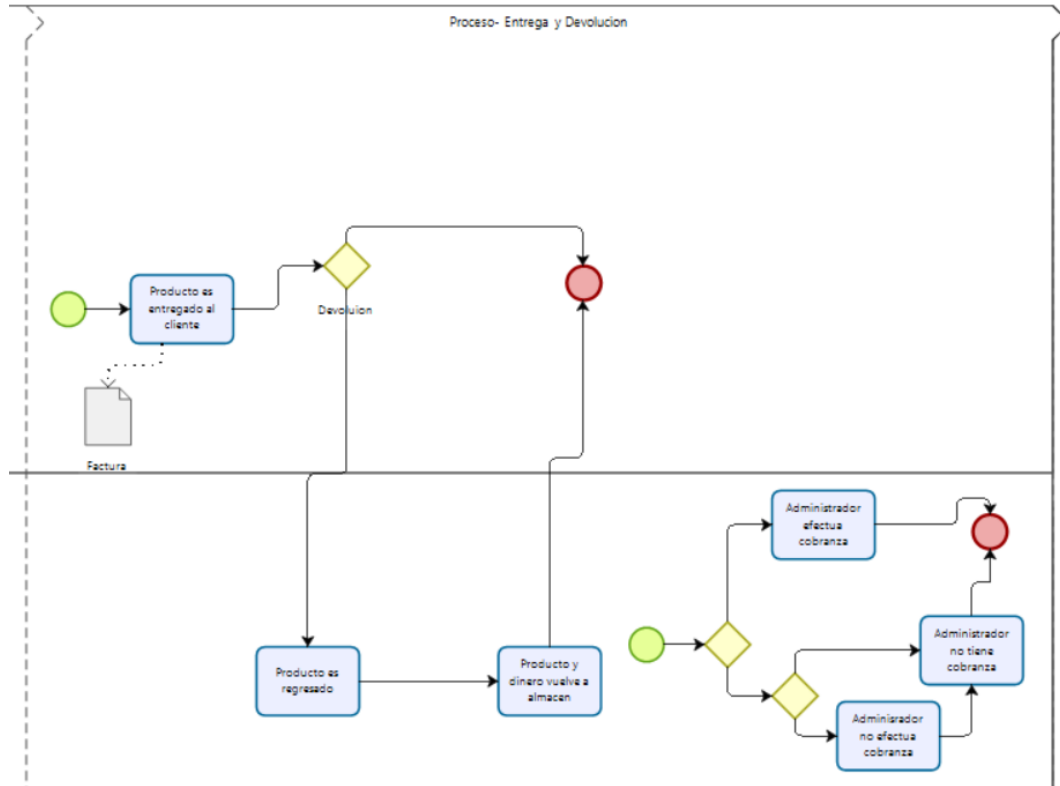 Proceso- Entrega y Devolucion
Producto es
entregado al
cliente
Devoluion
Factura
Administrador
efectua
cobranza
Producto es
regresado
Producto y
dinero vuelve a
almacen
Administrador
no tiene
cobranza
Adminisrador
no efectua
cobranza